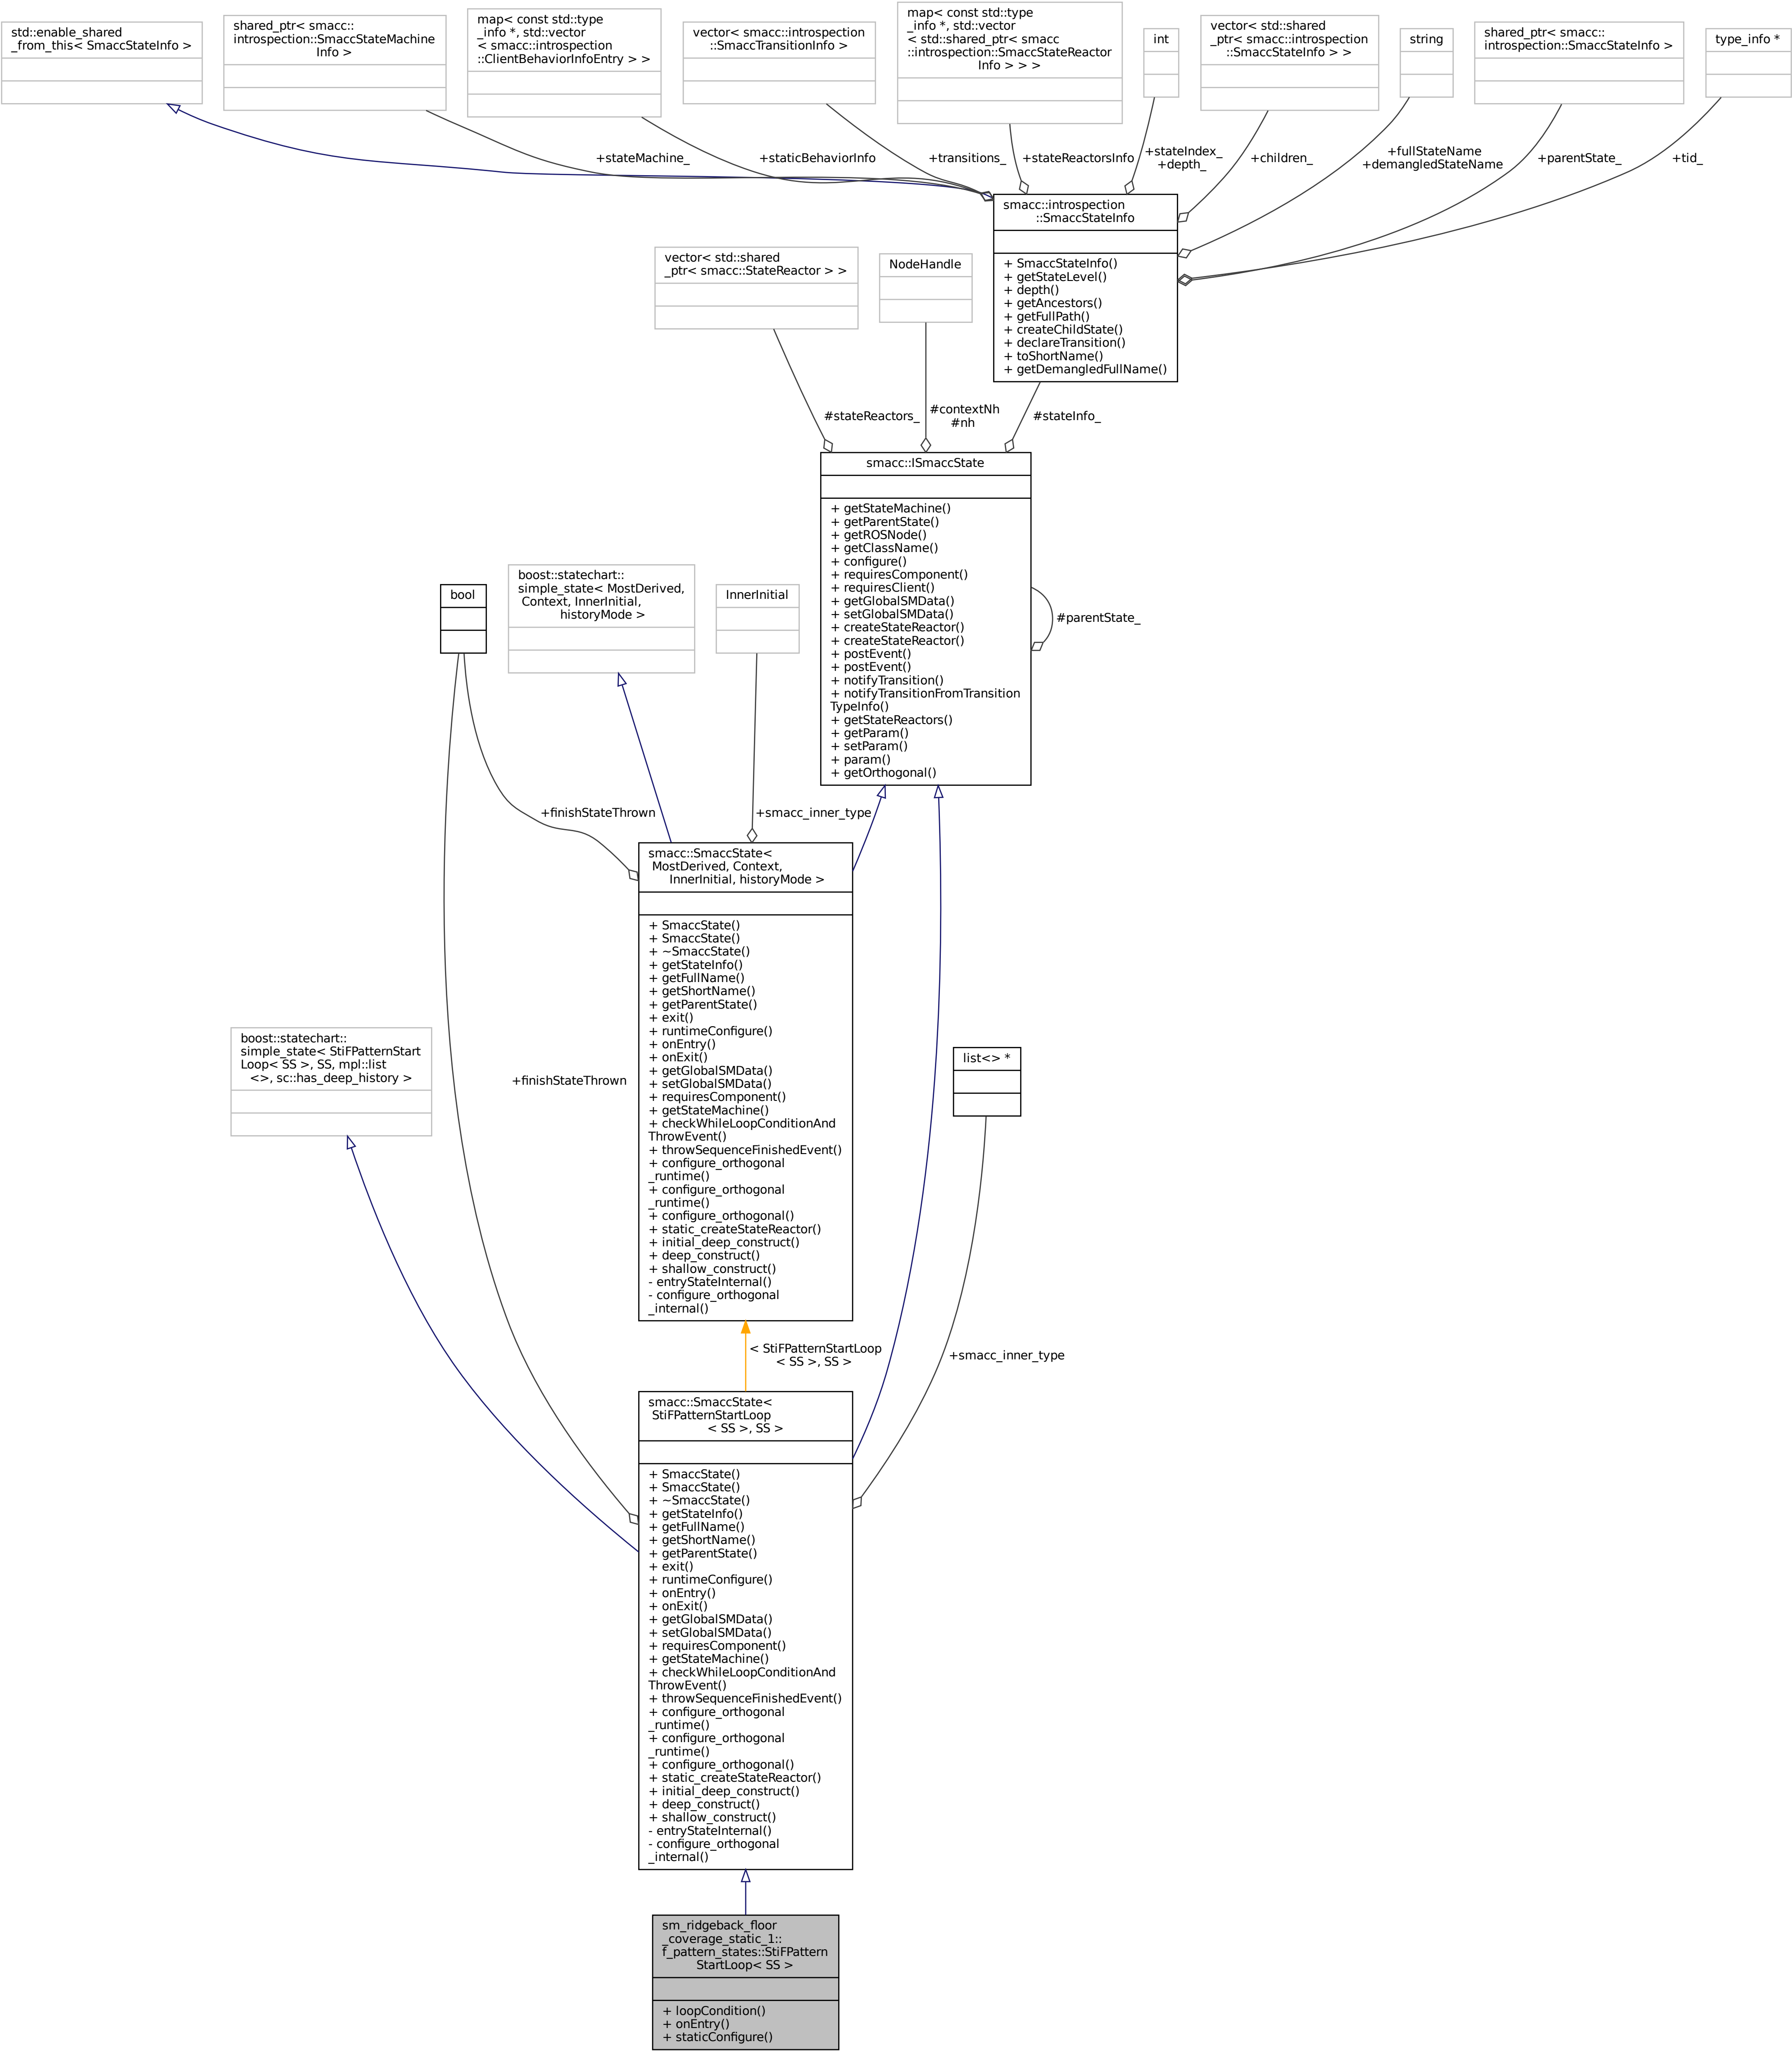 std::enable_shared
_from_this< SmaccStateInfo >
shared_ptr< smacc::
introspection::SmaccStateMachine
Info >
map< const std::type
_info *, std::vector
< smacc::introspection
::ClientBehaviorInfoEntry > >
vector< smacc::introspection
::SmaccTransitionInfo >
map< const std::type
_info *, std::vector
< std::shared_ptr< smacc
::introspection::SmaccStateReactor
Info > > >
int
vector< std::shared
_ptr< smacc::introspection
::SmaccStateInfo > >
string
shared_ptr< smacc::
introspection::SmaccStateInfo >
type_info *
+stateMachine_
+staticBehaviorInfo
+transitions_
+stateReactorsInfo
+stateIndex_
+depth_
+children_
+fullStateName
+demangledStateName
+parentState_
+tid_
smacc::introspection
::SmaccStateInfo
+ SmaccStateInfo()
+ getStateLevel()
+ depth()
+ getAncestors()
+ getFullPath()
+ createChildState()
+ declareTransition()
+ toShortName()
+ getDemangledFullName()
vector< std::shared
_ptr< smacc::StateReactor > >
NodeHandle
#stateReactors_
#contextNh
#nh
#stateInfo_
smacc::ISmaccState
+ getStateMachine()
+ getParentState()
+ getROSNode()
+ getClassName()
+ configure()
+ requiresComponent()
+ requiresClient()
+ getGlobalSMData()
+ setGlobalSMData()
+ createStateReactor()
+ createStateReactor()
+ postEvent()
+ postEvent()
+ notifyTransition()
+ notifyTransitionFromTransition
TypeInfo()
+ getStateReactors()
+ getParam()
+ setParam()
+ param()
+ getOrthogonal()
#parentState_
bool
boost::statechart::
simple_state< MostDerived,
Context, InnerInitial,
historyMode >
InnerInitial
+finishStateThrown
+smacc_inner_type
smacc::SmaccState<
MostDerived, Context,
InnerInitial, historyMode >
+ SmaccState()
+ SmaccState()
+ ~SmaccState()
+ getStateInfo()
+ getFullName()
+ getShortName()
+ getParentState()
+ exit()
+ runtimeConfigure()
+ onEntry()
+ onExit()
+ getGlobalSMData()
+ setGlobalSMData()
+ requiresComponent()
+ getStateMachine()
+ checkWhileLoopConditionAnd
ThrowEvent()
+ throwSequenceFinishedEvent()
+ configure_orthogonal
_runtime()
+ configure_orthogonal
_runtime()
+ configure_orthogonal()
+ static_createStateReactor()
+ initial_deep_construct()
+ deep_construct()
+ shallow_construct()
- entryStateInternal()
- configure_orthogonal
_internal()
boost::statechart::
simple_state< StiFPatternStart
Loop< SS >, SS, mpl::list
<>, sc::has_deep_history >
+finishStateThrown
list<> *
< StiFPatternStartLoop
< SS >, SS >
+smacc_inner_type
smacc::SmaccState<
StiFPatternStartLoop
< SS >, SS >
+ SmaccState()
+ SmaccState()
+ ~SmaccState()
+ getStateInfo()
+ getFullName()
+ getShortName()
+ getParentState()
+ exit()
+ runtimeConfigure()
+ onEntry()
+ onExit()
+ getGlobalSMData()
+ setGlobalSMData()
+ requiresComponent()
+ getStateMachine()
+ checkWhileLoopConditionAnd
ThrowEvent()
+ throwSequenceFinishedEvent()
+ configure_orthogonal
_runtime()
+ configure_orthogonal
_runtime()
+ configure_orthogonal()
+ static_createStateReactor()
+ initial_deep_construct()
+ deep_construct()
+ shallow_construct()
- entryStateInternal()
- configure_orthogonal
_internal()
sm_ridgeback_floor
_coverage_static_1::
f_pattern_states::StiFPattern
StartLoop< SS >
+ loopCondition()
+ onEntry()
+ staticConfigure()